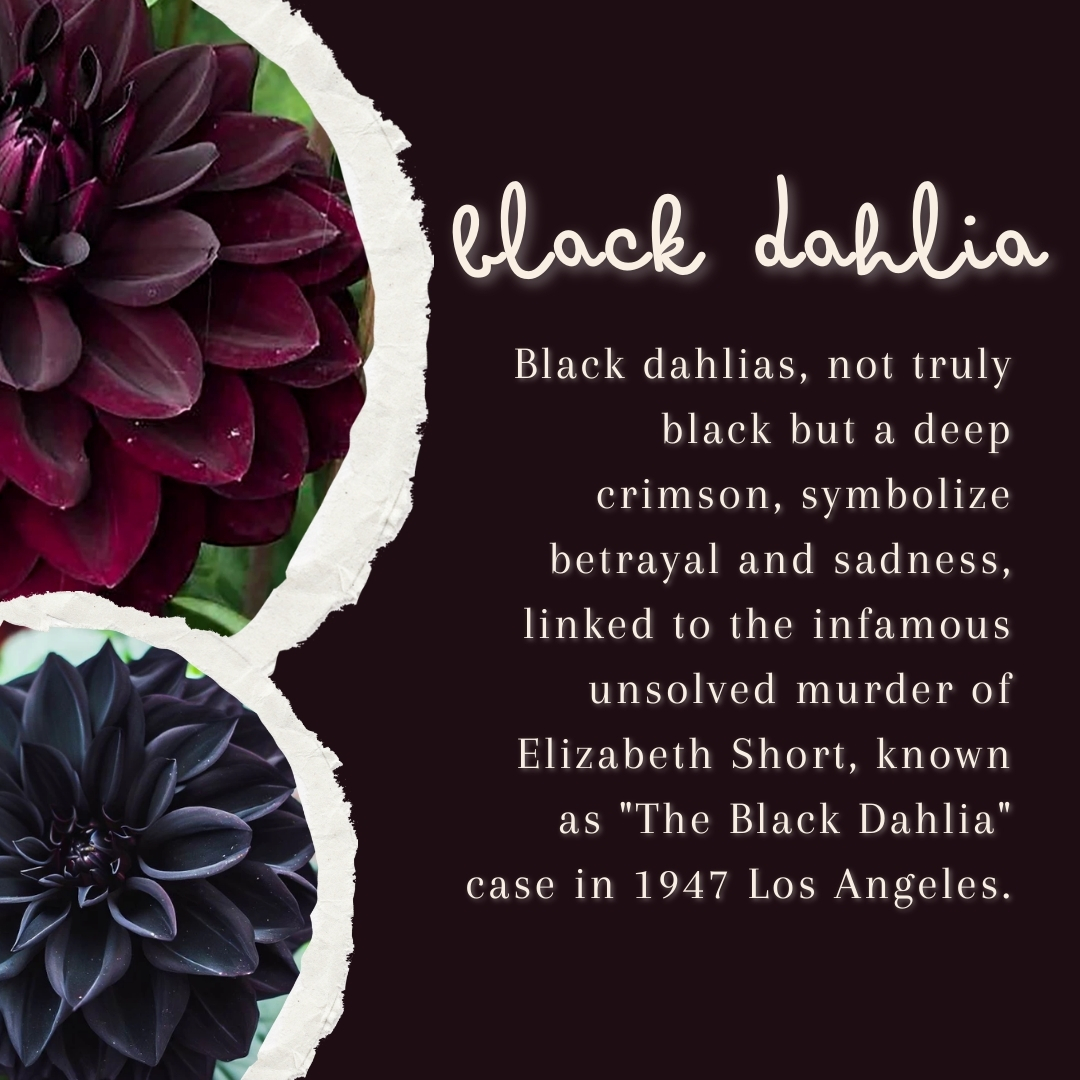 black dahlia
Black dahlias, not truly
black but a deep
crimson, symbolize
betrayal and sadness,
linked to the infamous
unsolved murder of
Elizabeth Short, known
as "The Black Dahlia"
case in 1947 Los Angeles.